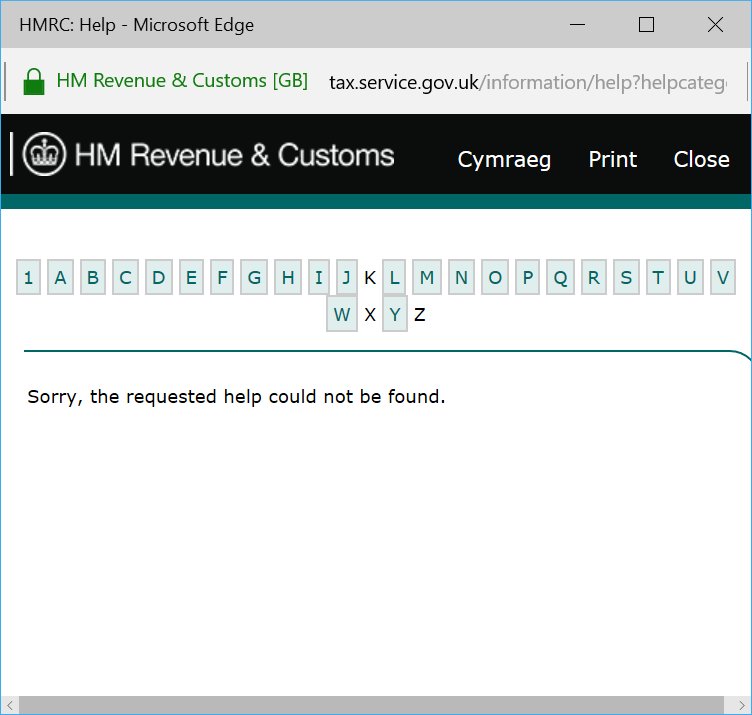 HMRC: Help - Microsoft Edge
HM Revenue & Customs [GB] tax.service.gov.uk/information/help?helpcateg
HM Revenue & Customs Cymraeg Print Close
1 A B C D E F G H I J K L M N O P Q R S T U V
W X Y Z
Sorry, the requested help could not be found.